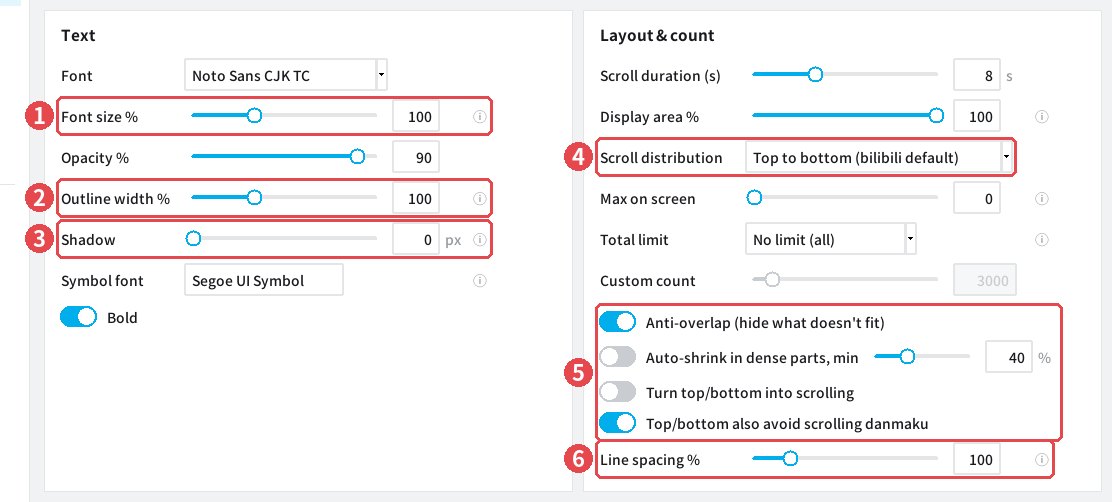 Text
Font
Noto Sans CJK TC
1
Font size %
100
Opacity %
90
2
Outline width %
100
3
Shadow
0
px
Symbol font
Segoe UI Symbol
Bold
Layout & count
Scroll duration (s)
8
s
Display area %
100
4
Scroll distribution
Top to bottom (bilibili default)
Max on screen
0
Total limit
No limit (all)
Custom count
3000
5
Anti-overlap (hide what doesn't fit)
Auto-shrink in dense parts, min
40
%
Turn top/bottom into scrolling
Top/bottom also avoid scrolling danmaku
6
Line spacing %
100